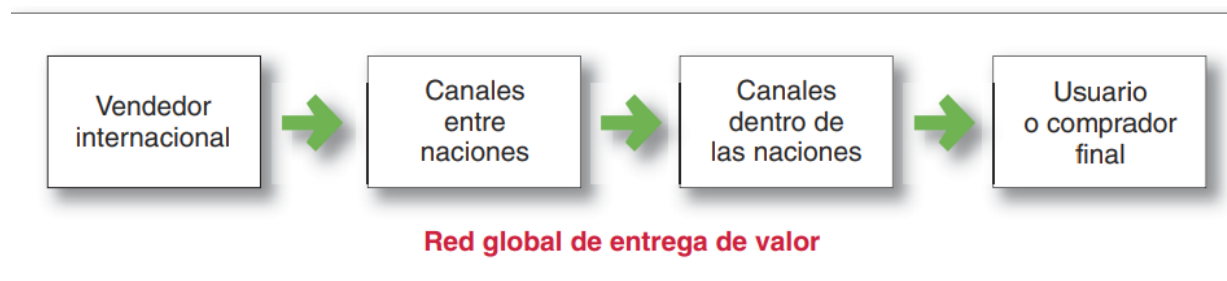 Vendedor
internacional
Canales
entre
naciones
Canales
dentro de
las naciones
Usuario
o comprador
final
Red global de entrega de valor